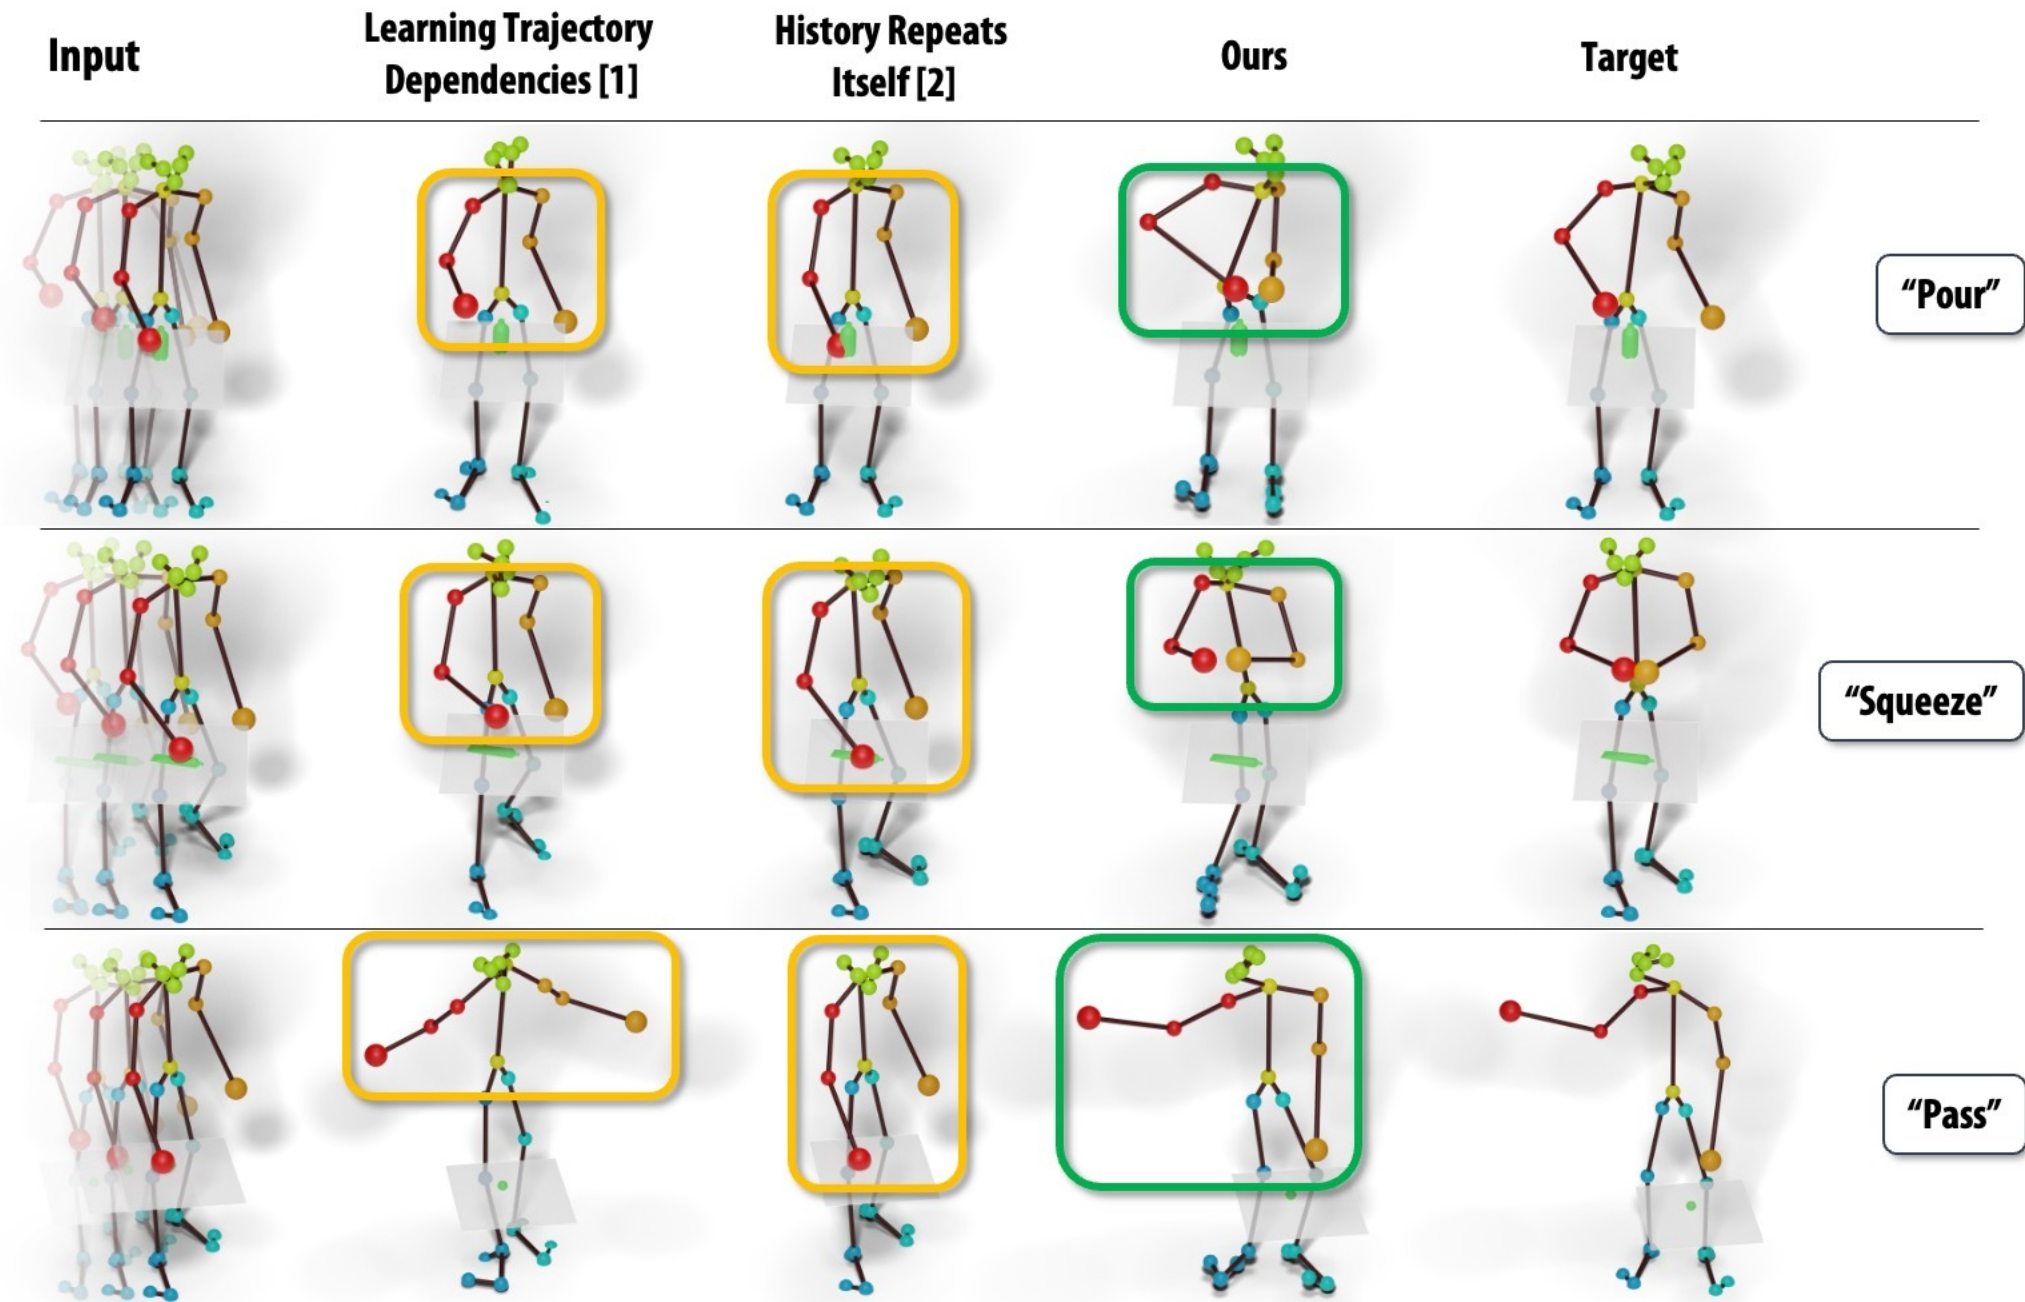 Input
Learning Trajectory
Dependencies [1]
History Repeats
Itself [2]
Ours
Target
“Pour”
“Squeeze”
“Pass”